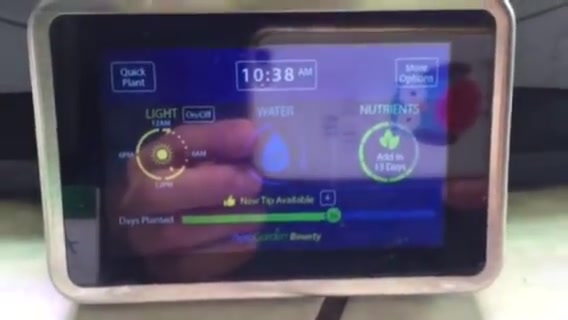 Quick
Plant
10:38 AM
More
Options
LIGHT On/Off
WATER
NUTRIENTS
12AM
6PM
6AM
12PM
Add in
13 Days
New Tip Available +
Days Planted
AeroGarden Bounty